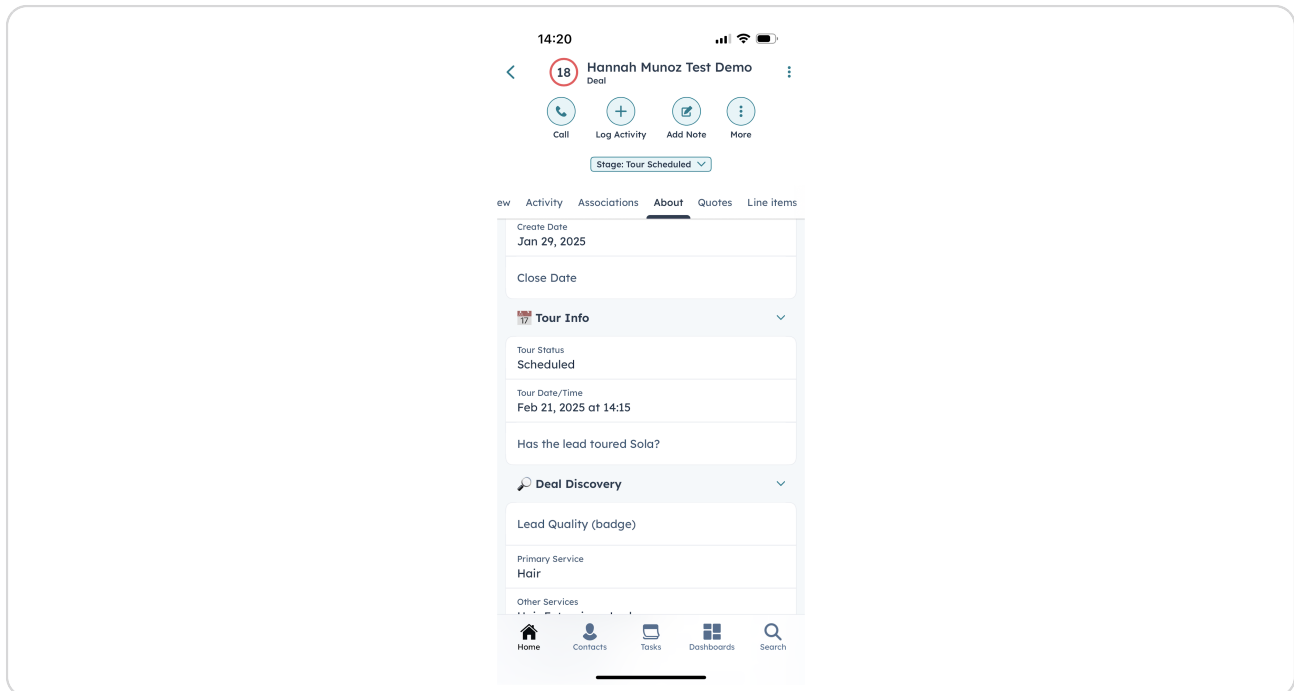 14:20
18 Hannah Munoz Test Demo
Deal
Call Log Activity Add Note More
Stage: Tour Scheduled
ew Activity Associations About Quotes Line items
Create Date
Jan 29, 2025
Close Date
17 Tour Info
Tour Status
Scheduled
Tour Date/Time
Feb 21, 2025 at 14:15
Has the lead toured Sola?
Deal Discovery
Lead Quality (badge)
Primary Service
Hair
Other Services
Home Contacts Tasks Dashboards Search